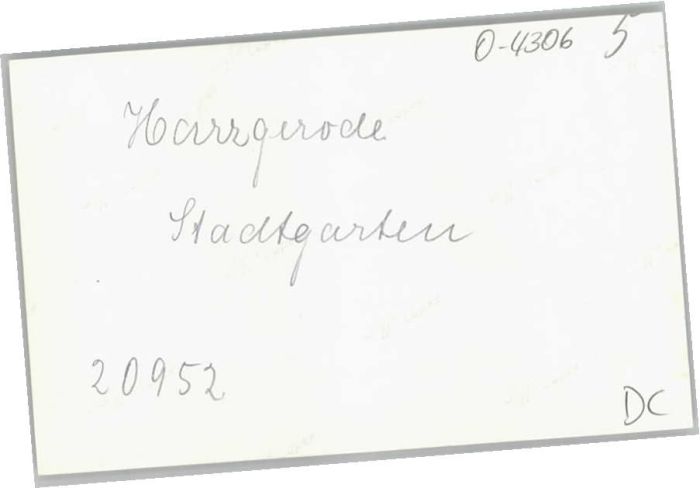 O-4306 5
Harzgerode
Stadtgarten
20952
DC